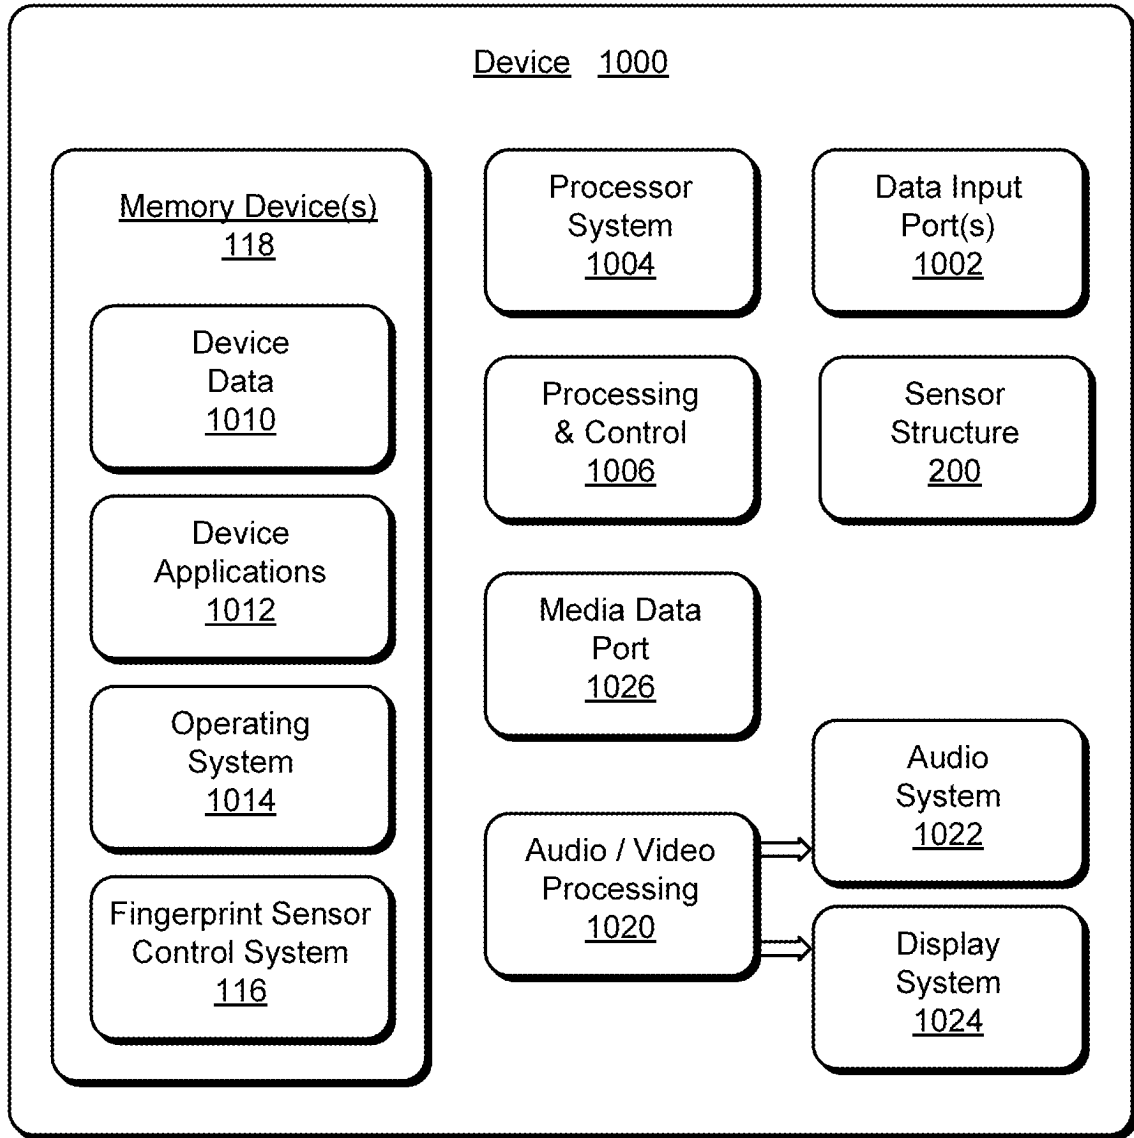 Device 1000
Memory Device(s)
118
Device
Data
1010
Device
Applications
1012
Operating
System
1014
Fingerprint Sensor
Control System
116
Processor
System
1004
Data Input
Port(s)
1002
Processing
& Control
1006
Sensor
Structure
200
Media Data
Port
1026
Audio / Video
Processing
1020
Audio
System
1022
Display
System
1024